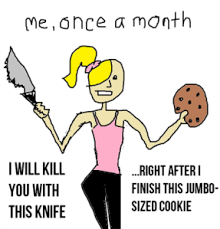 me, once a month
I WILL KILL
YOU WITH
THIS KNIFE
...RIGHT AFTER I
FINISH THIS JUMBO-
SIZED COOKIE